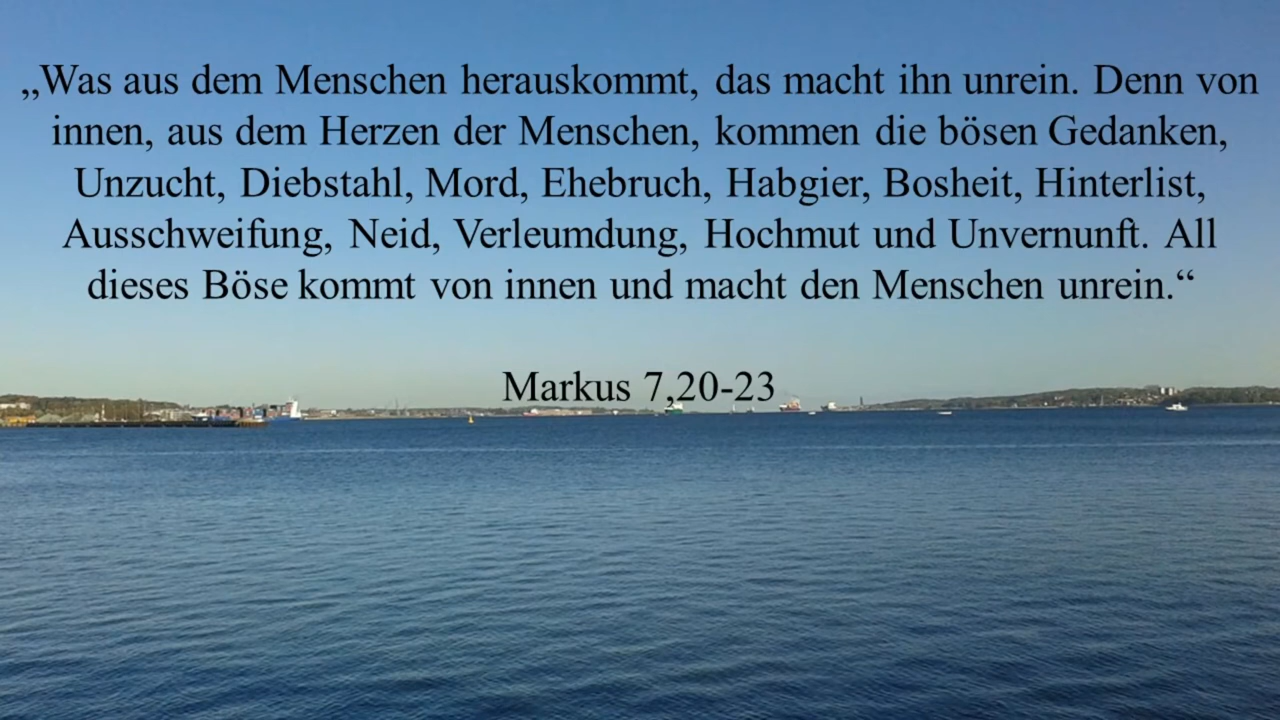 „Was aus dem Menschen herauskommt, das macht ihn unrein. Denn von
innen, aus dem Herzen der Menschen, kommen die bösen Gedanken,
Unzucht, Diebstahl, Mord, Ehebruch, Habgier, Bosheit, Hinterlist,
Ausschweifung, Neid, Verleumdung, Hochmut und Unvernunft. All
dieses Böse kommt von innen und macht den Menschen unrein.“
Markus 7,20-23